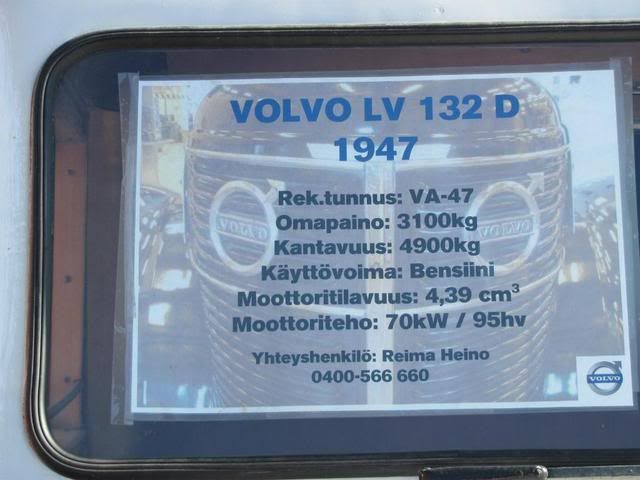 VOLVO LV 132 D
1947
Rek.tunnus: VA-47
Omapaino: 3100kg
Kantavuus: 4900kg
Käyttövoima: Bensiini
Moottoritilavuus: 4,39 cm³
Moottoriteho: 70kW / 95hv
Yhteyshenkilö: Reima Heino
0400-566 660
VOLVO